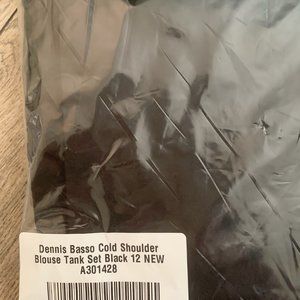 Dennis Basso Cold Shoulder
Blouse Tank Set Black 12 NEW
A301428